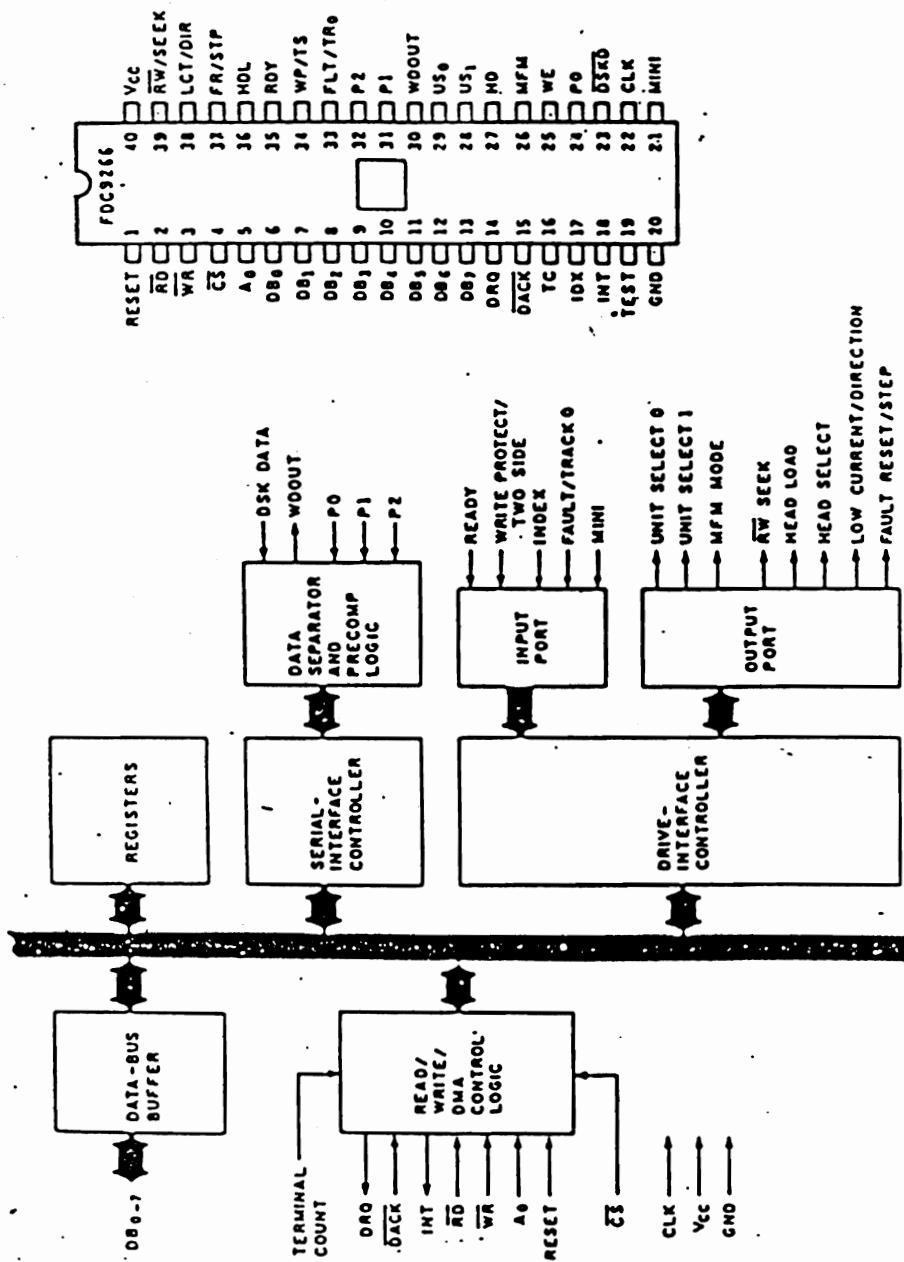 DB0-7
DATA-BUS
BUFFER
REGISTERS
TERMINAL
COUNT
DRQ
DACK
INT
RD
WR
A0
RESET
CS
CLK
VCC
GND
READ/
WRITE/
DMA
CONTROL
LOGIC
SERIAL-
INTERFACE
CONTROLLER
DATA
SEPARATOR
AND
PRECOMP
LOGIC
DSK DATA
WDOUT
P0
P1
P2
DRIVE-
INTERFACE
CONTROLLER
INPUT
PORT
READY
WRITE PROTECT/
TWO SIDE
INDEX
FAULT/TRACK 0
MINI
OUTPUT
PORT
UNIT SELECT 0
UNIT SELECT 1
MFM MODE
RW SEEK
HEAD LOAD
HEAD SELECT
LOW CURRENT/DIRECTION
FAULT RESET/STEP
FDC9266
RESET 1 40 VCC
RD 2 39 RW/SEEK
WR 3 38 LCT/DIR
CS 4 37 FR/STP
A0 5 36 HDL
DB0 6 35 RDY
DB1 7 34 WP/TS
DB2 8 33 FLT/TR0
DB3 9 32 P2
DB4 10 31 P1
DB5 11 30 WDOUT
DB6 12 29 US0
DB7 13 28 US1
DRQ 14 27 HD
DACK 15 26 MFM
TC 16 25 WE
IDX 17 24 P0
INT 18 23 DSKD
TEST 19 22 CLK
GND 20 21 MINI